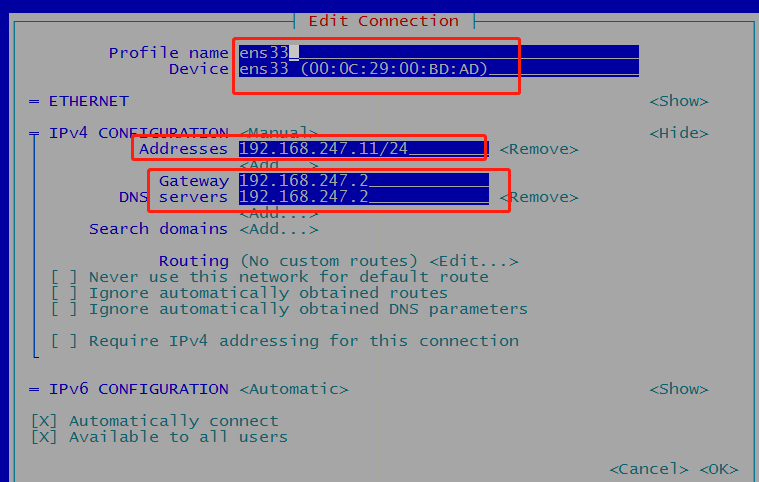 Edit Connection
Profile name ens33
Device ens33 (00:0C:29:00:BD:AD)
= ETHERNET <Show>
╤ IPv4 CONFIGURATION <Manual> <Hide>
Addresses 192.168.247.11/24 <Remove>
<Add...>
Gateway 192.168.247.2
DNS servers 192.168.247.2 <Remove>
<Add...>
Search domains <Add...>
Routing (No custom routes) <Edit...>
[ ] Never use this network for default route
[ ] Ignore automatically obtained routes
[ ] Ignore automatically obtained DNS parameters
[ ] Require IPv4 addressing for this connection
= IPv6 CONFIGURATION <Automatic> <Show>
[X] Automatically connect
[X] Available to all users
<Cancel> <OK>